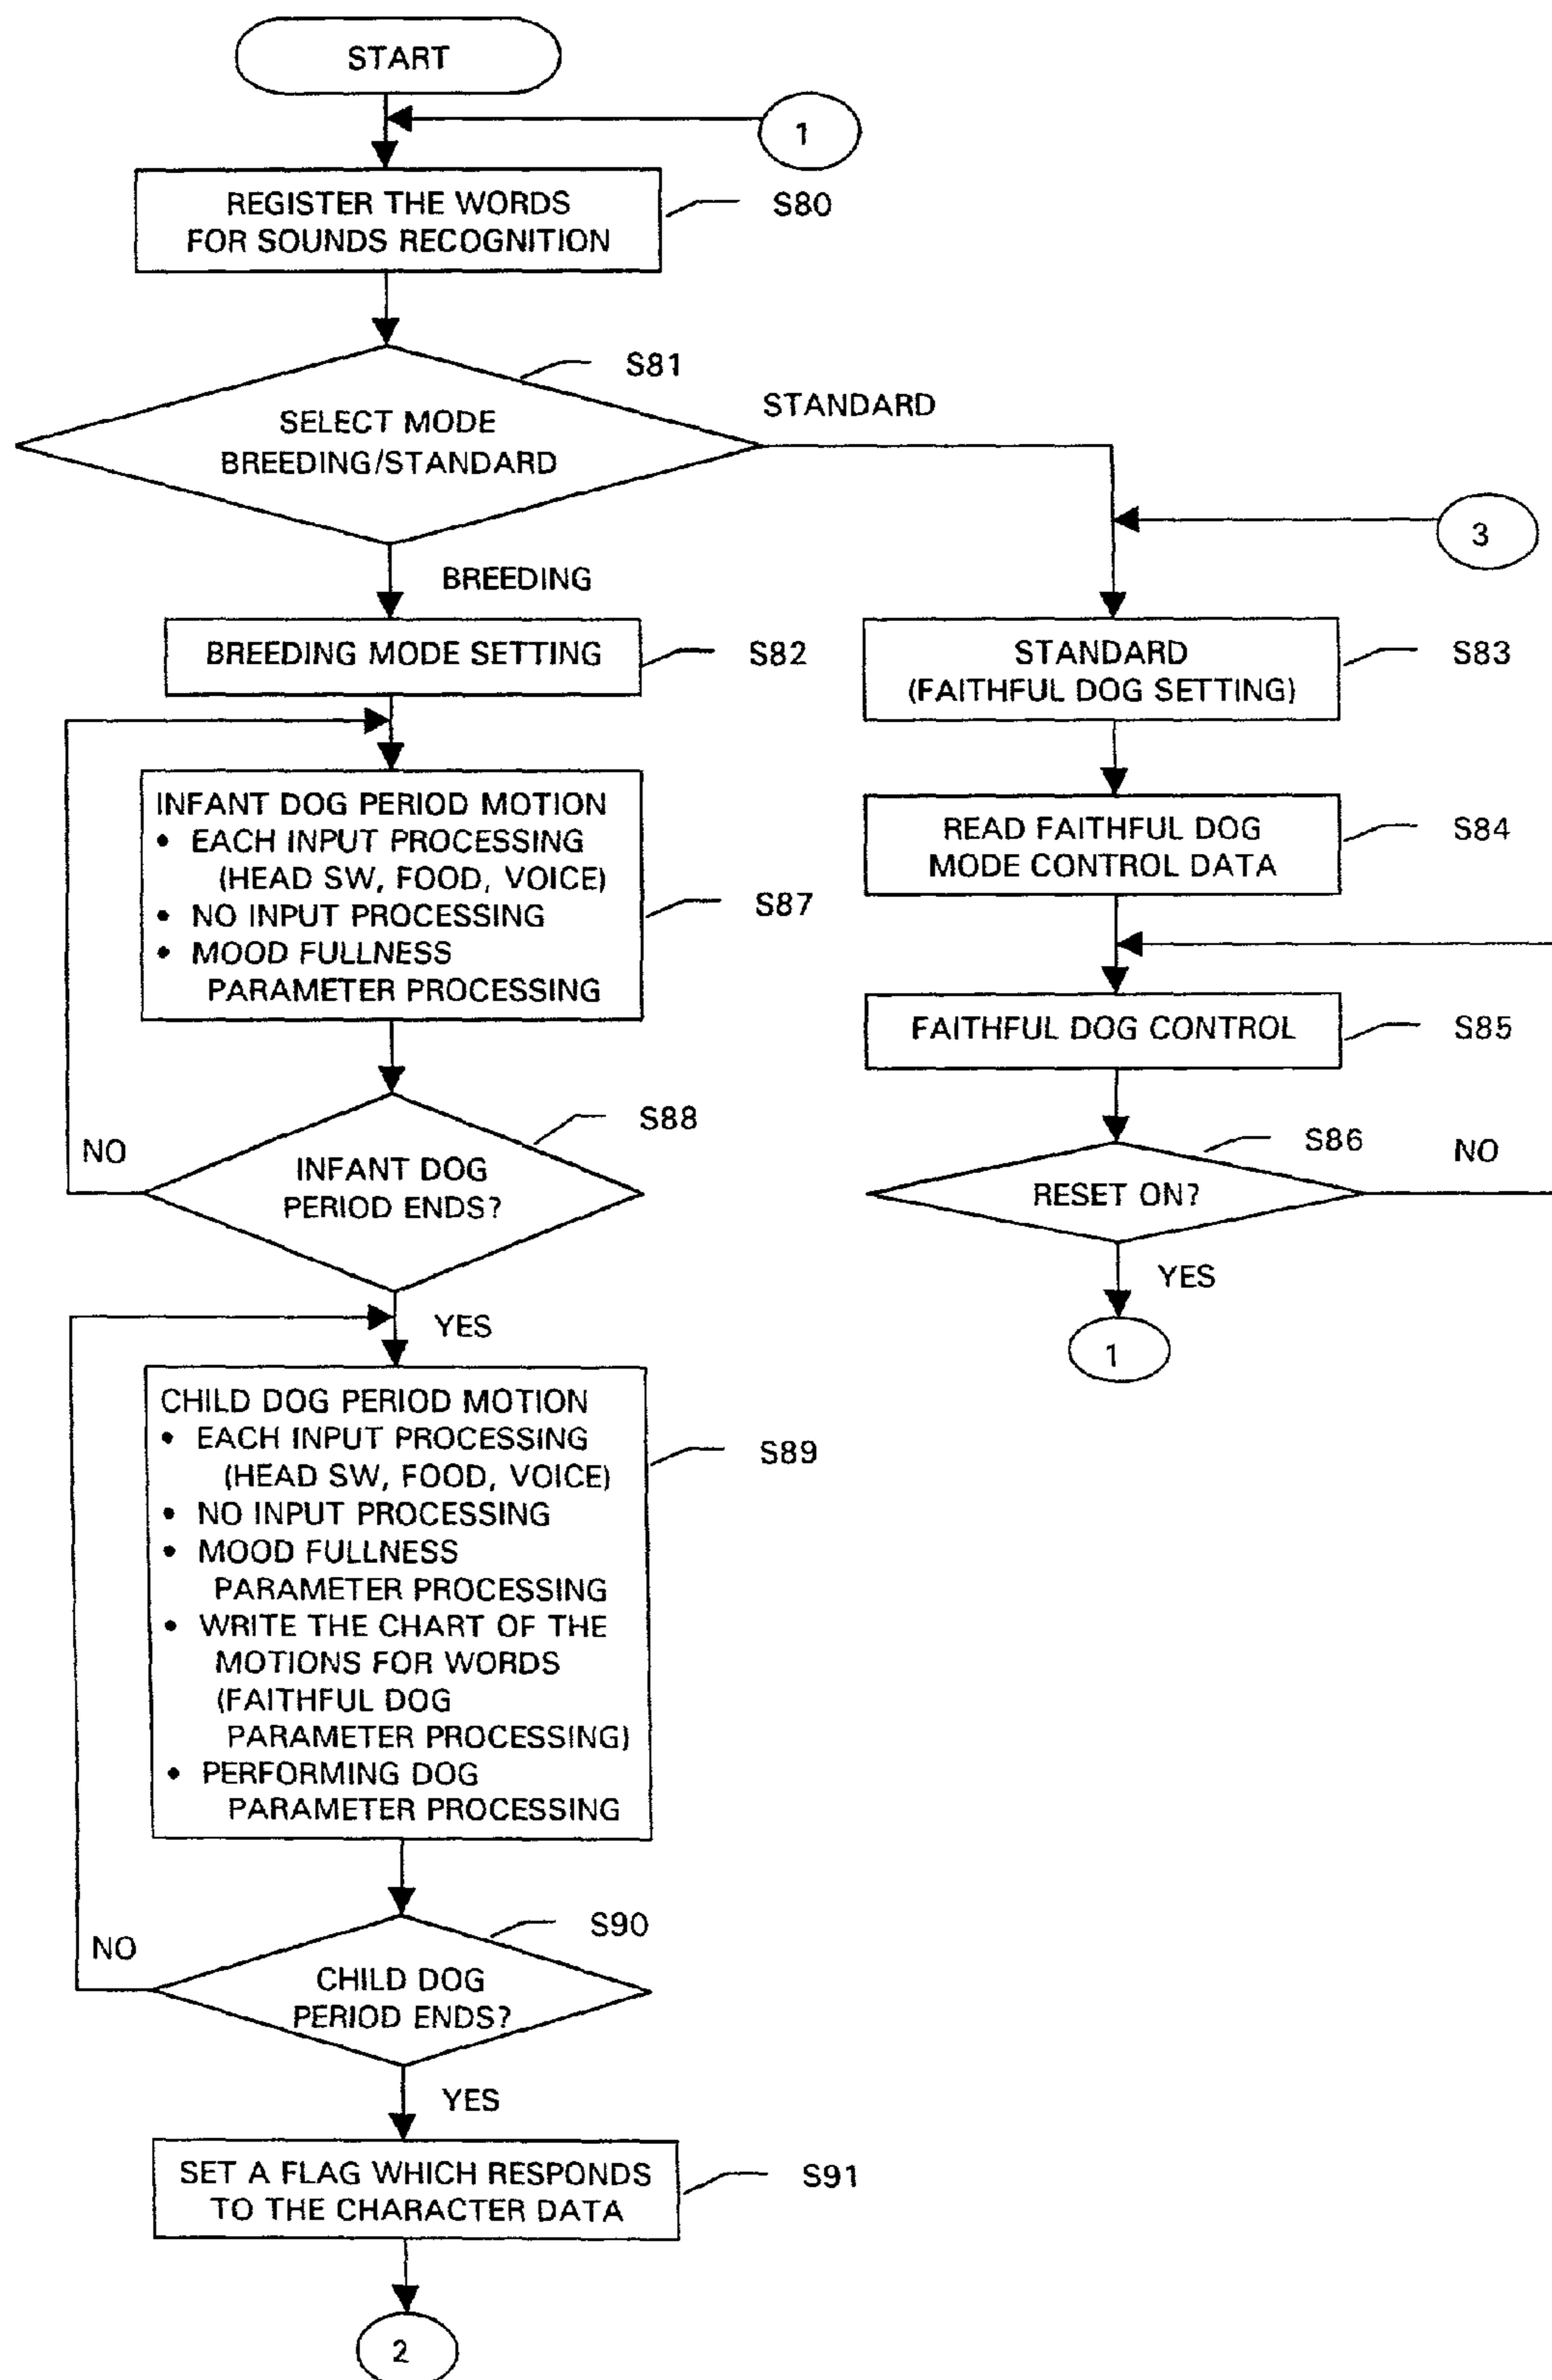 START
1
REGISTER THE WORDS
FOR SOUNDS RECOGNITION
S80
S81
SELECT MODE
BREEDING/STANDARD
STANDARD
BREEDING
3
BREEDING MODE SETTING
S82
STANDARD
(FAITHFUL DOG SETTING)
S83
INFANT DOG PERIOD MOTION
• EACH INPUT PROCESSING
(HEAD SW, FOOD, VOICE)
• NO INPUT PROCESSING
• MOOD FULLNESS
PARAMETER PROCESSING
S87
READ FAITHFUL DOG
MODE CONTROL DATA
S84
FAITHFUL DOG CONTROL
S85
S88
INFANT DOG
PERIOD ENDS?
NO
YES
S86
RESET ON?
NO
YES
1
CHILD DOG PERIOD MOTION
• EACH INPUT PROCESSING
(HEAD SW, FOOD, VOICE)
• NO INPUT PROCESSING
• MOOD FULLNESS
PARAMETER PROCESSING
• WRITE THE CHART OF THE
MOTIONS FOR WORDS
(FAITHFUL DOG
PARAMETER PROCESSING)
• PERFORMING DOG
PARAMETER PROCESSING
S89
S90
NO
CHILD DOG
PERIOD ENDS?
YES
SET A FLAG WHICH RESPONDS
TO THE CHARACTER DATA
S91
2